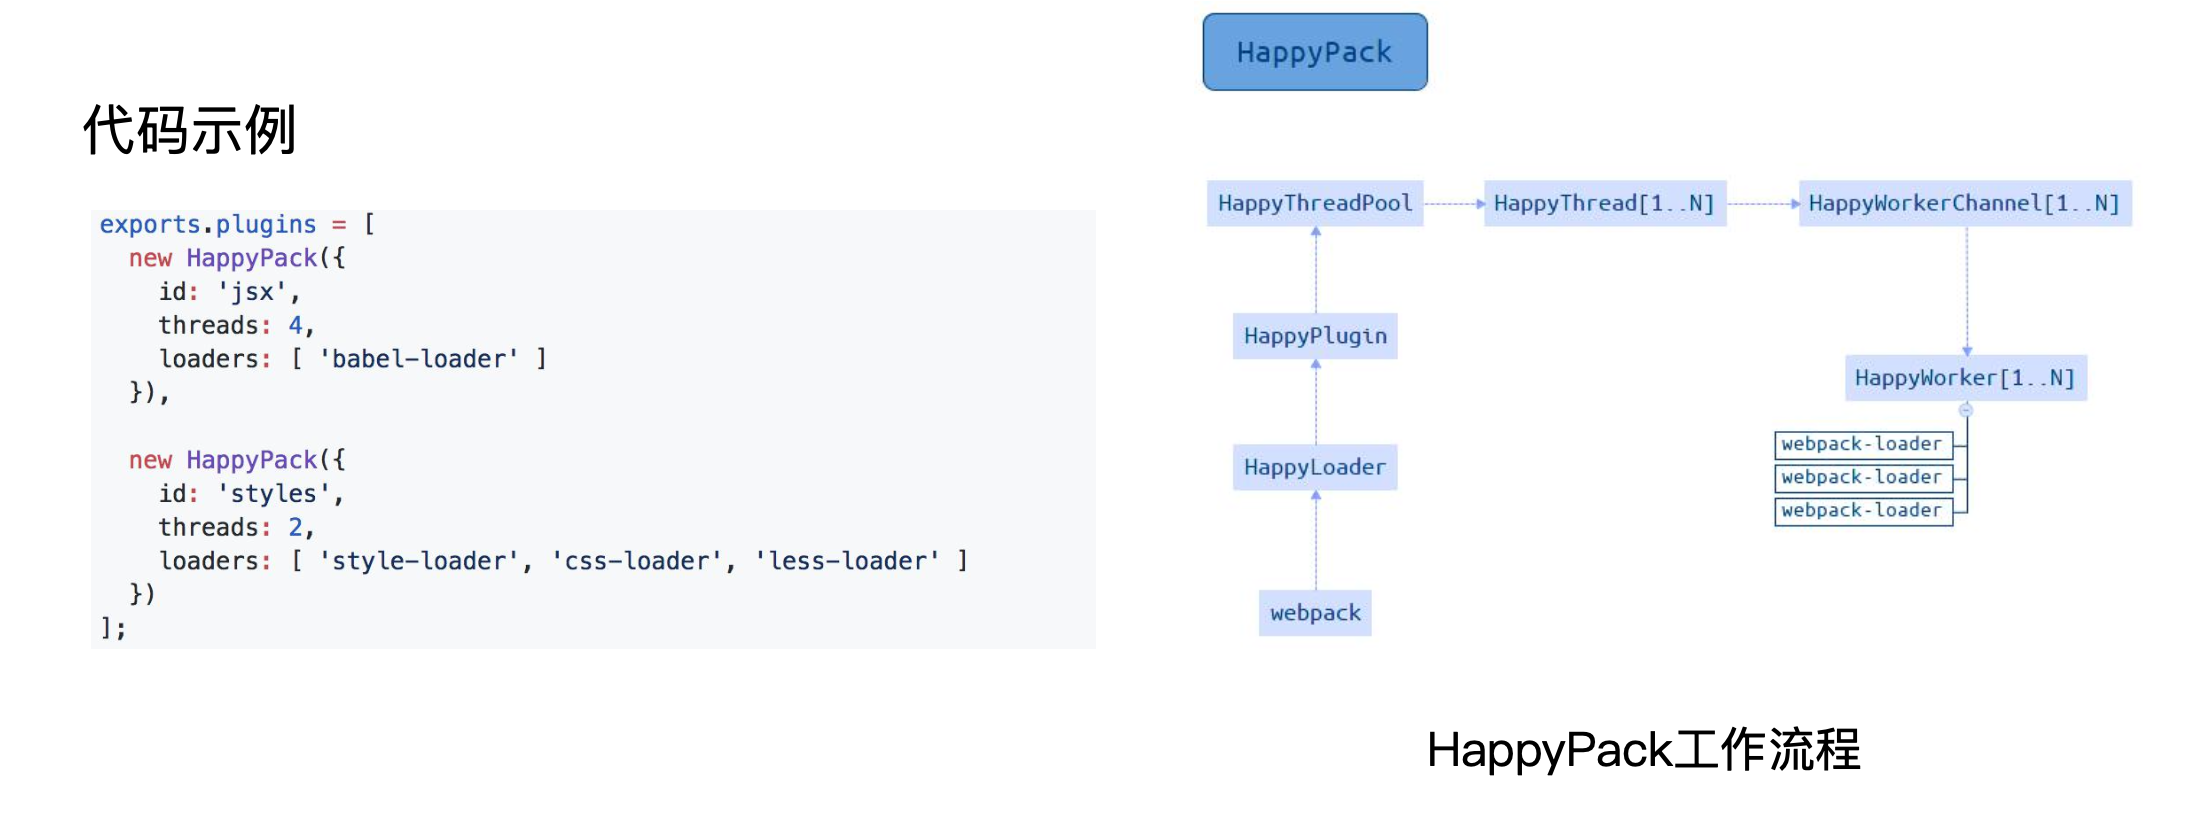 代码示例
exports.plugins = [
  new HappyPack({
    id: 'jsx',
    threads: 4,
    loaders: [ 'babel-loader' ]
  }),

  new HappyPack({
    id: 'styles',
    threads: 2,
    loaders: [ 'style-loader', 'css-loader', 'less-loader' ]
  })
];
HappyPack
HappyThreadPool
HappyThread[1..N]
HappyWorkerChannel[1..N]
HappyPlugin
HappyWorker[1..N]
webpack-loader
webpack-loader
webpack-loader
HappyLoader
webpack
HappyPack工作流程